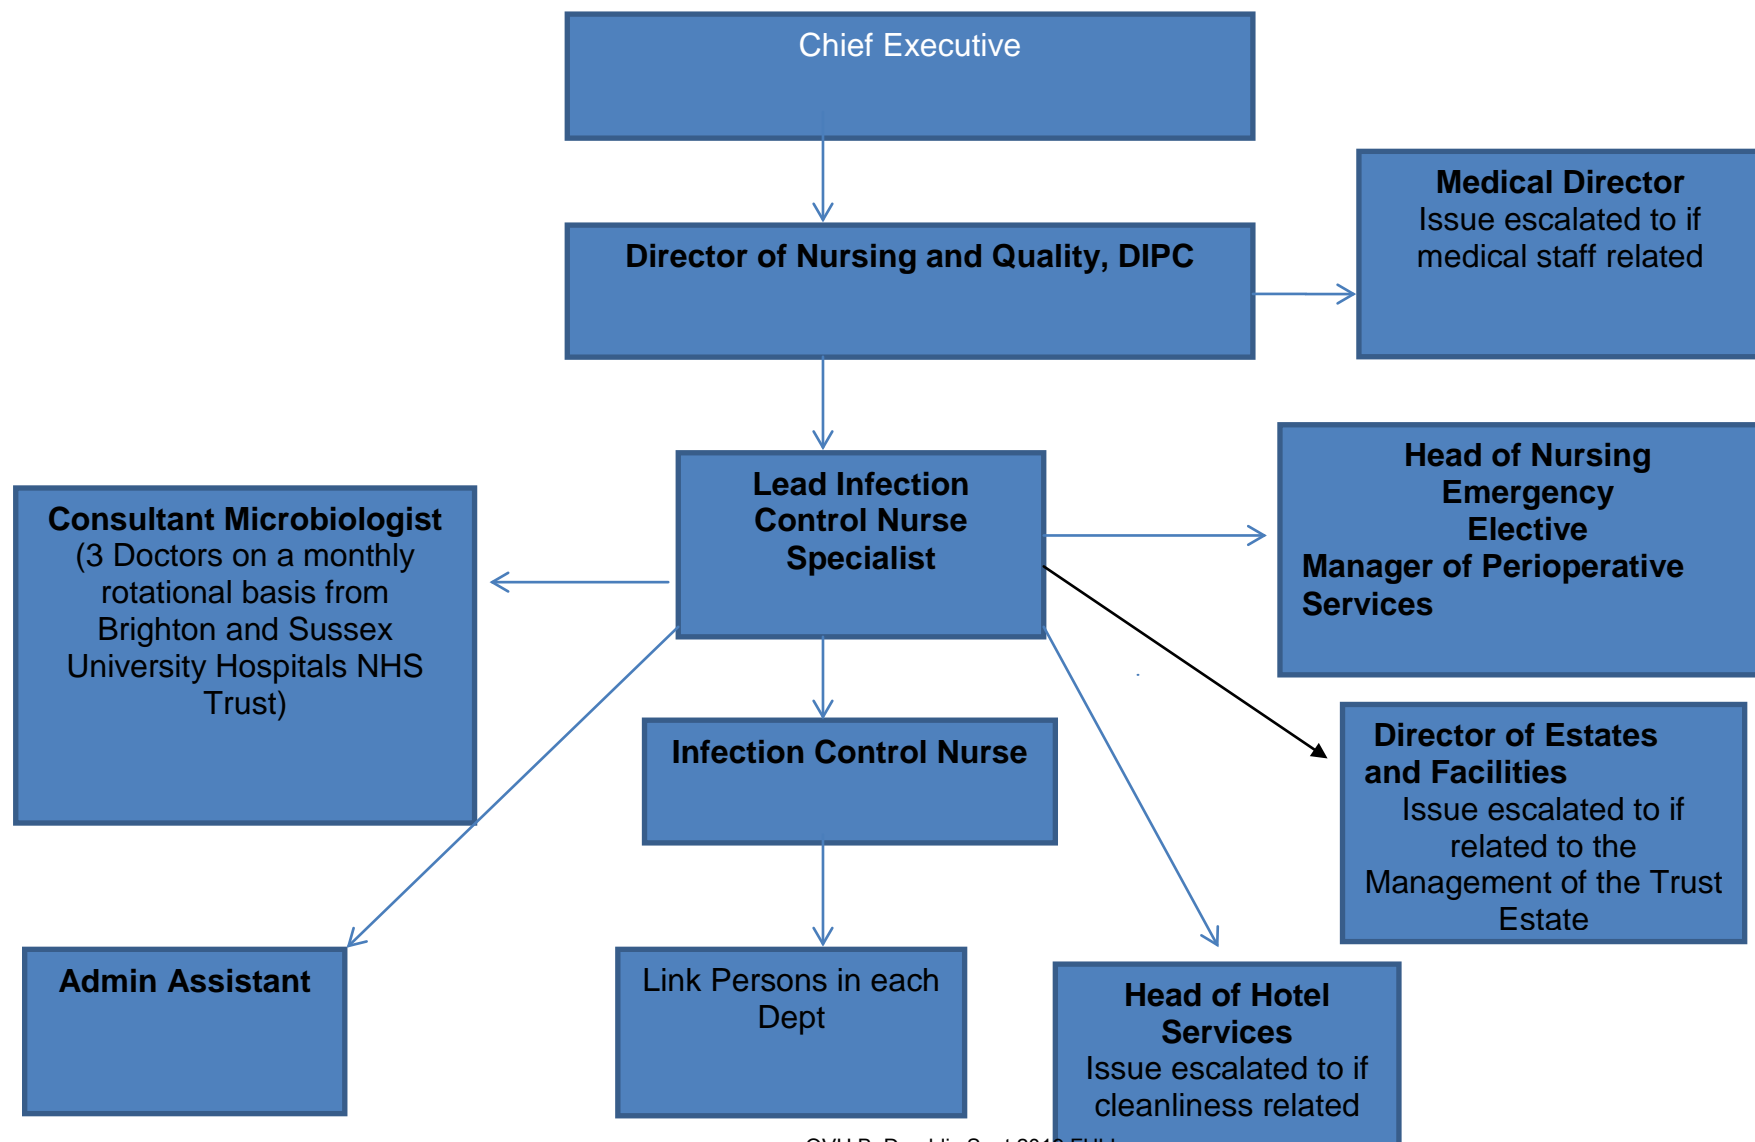 Chief Executive
Medical Director
Issue escalated to if
medical staff related
Director of Nursing and Quality, DIPC
Head of Nursing
Emergency
Elective
Manager of Perioperative
Services
Lead Infection
Control Nurse
Specialist
Consultant Microbiologist
(3 Doctors on a monthly
rotational basis from
Brighton and Sussex
University Hospitals NHS
Trust)
Infection Control Nurse
Director of Estates
and Facilities
Issue escalated to if
related to the
Management of the Trust
Estate
Admin Assistant
Link Persons in each
Dept
Head of Hotel
Services
Issue escalated to if
cleanliness related